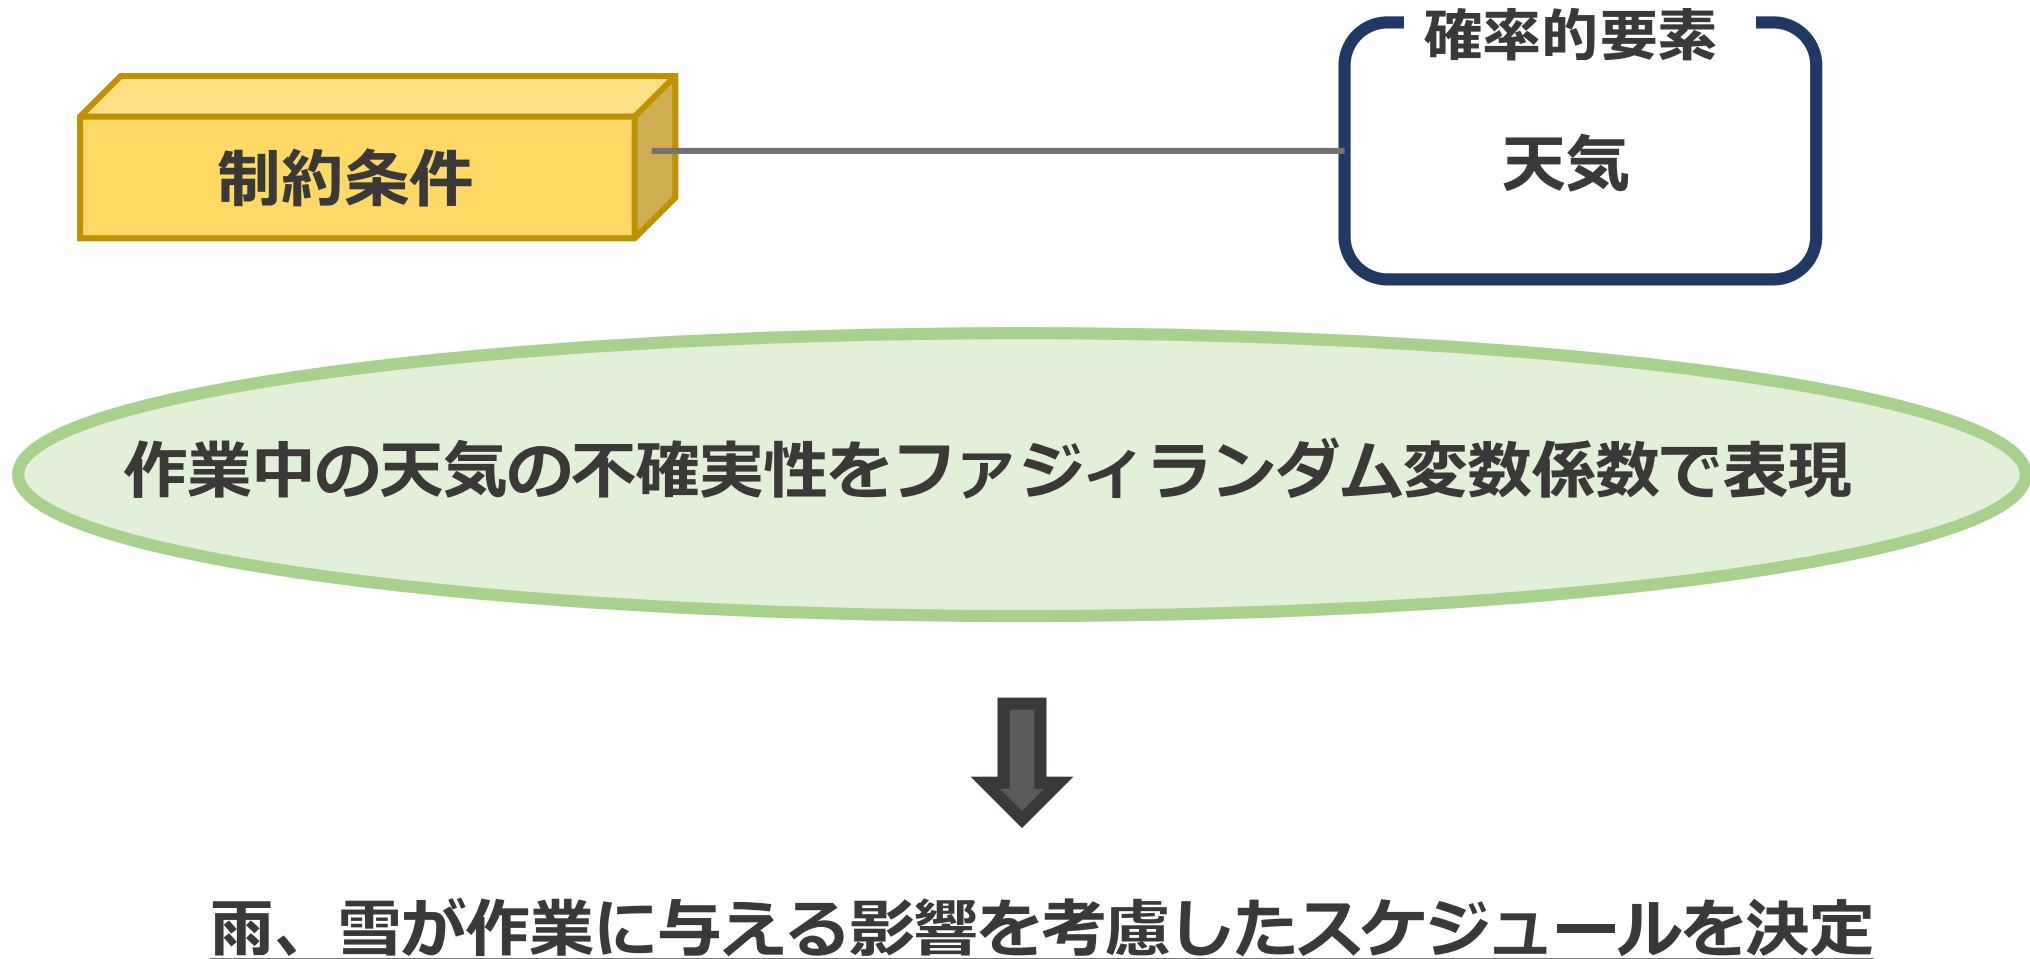 確率的要素
制約条件
天気
作業中の天気の不確実性をファジィランダム変数係数で表現
雨、雪が作業に与える影響を考慮したスケジュールを決定